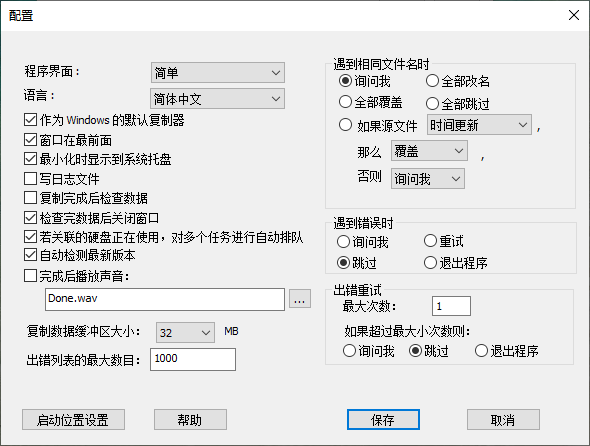 配置
程序界面：
简单
语言：
简体中文
作为 Windows 的默认复制器
窗口在最前面
最小化时显示到系统托盘
写日志文件
复制完成后检查数据
检查完数据后关闭窗口
若关联的硬盘正在使用，对多个任务进行自动排队
自动检测最新版本
完成后播放声音：
Done.wav
...
复制数据缓冲区大小：
32
MB
出错列表的最大数目：
1000
遇到相同文件名时
询问我
全部改名
全部覆盖
全部跳过
如果源文件
时间更新
，
那么
覆盖
，
否则
询问我
遇到错误时
询问我
重试
跳过
退出程序
出错重试
最大次数：
1
如果超过最大小次数则：
询问我
跳过
退出程序
启动位置设置
帮助
保存
取消